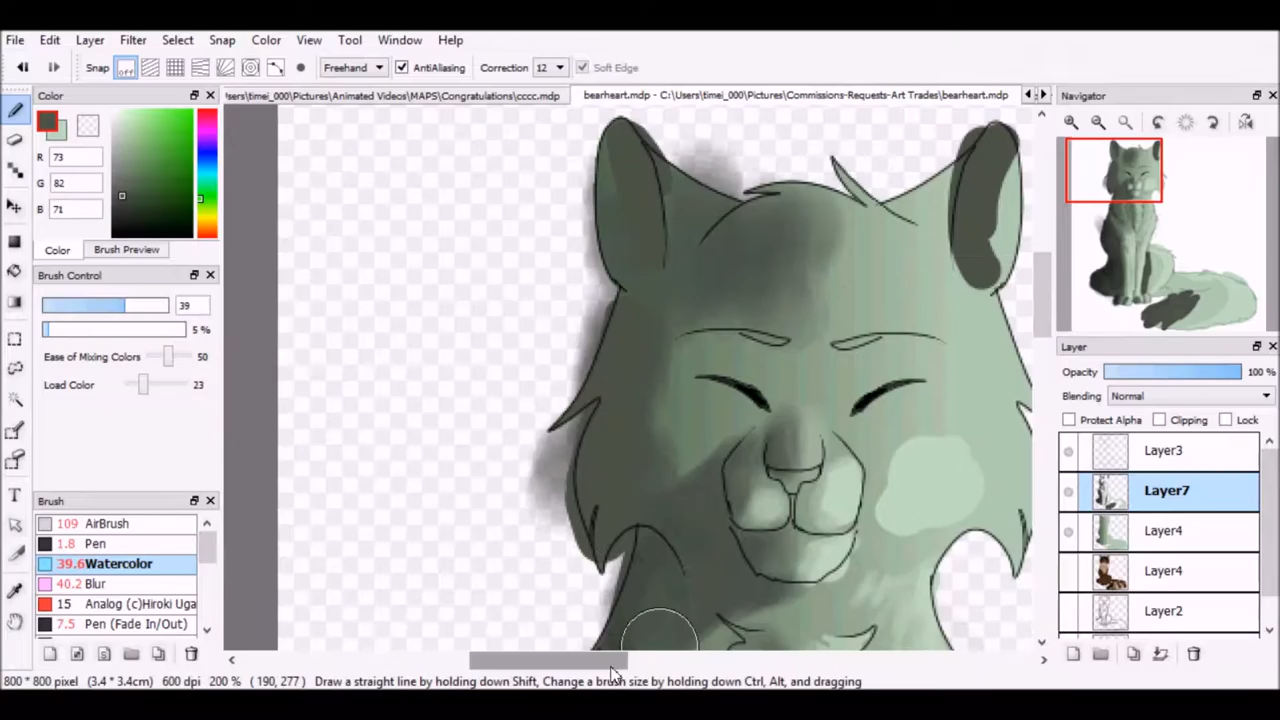 File Edit Layer Filter Select Snap Color View Tool Window Help
Snap off Freehand AntiAliasing Correction 12 Soft Edge
Color
sers\timei_000\Pictures\Animated Videos\MAPS\Congratulations\cccc.mdp
bearheart.mdp - C:\Users\timei_000\Pictures\Commissions-Requests-Art Trades\bearheart.mdp
Navigator
R 73
G 82
B 71
Color Brush Preview
Brush Control
39
5 %
Ease of Mixing Colors 50
Load Color 23
Layer
Opacity 100 %
Blending Normal
Protect Alpha Clipping Lock
Layer3
Layer7
Layer4
Layer4
Layer2
Brush
109 AirBrush
1.8 Pen
39.6 Watercolor
40.2 Blur
15 Analog (c)Hiroki Uga
7.5 Pen (Fade In/Out)
800 * 800 pixel (3.4 * 3.4cm) 600 dpi 200 % ( 190, 277 ) Draw a straight line by holding down Shift, Change a brush size by holding down Ctrl, Alt, and dragging